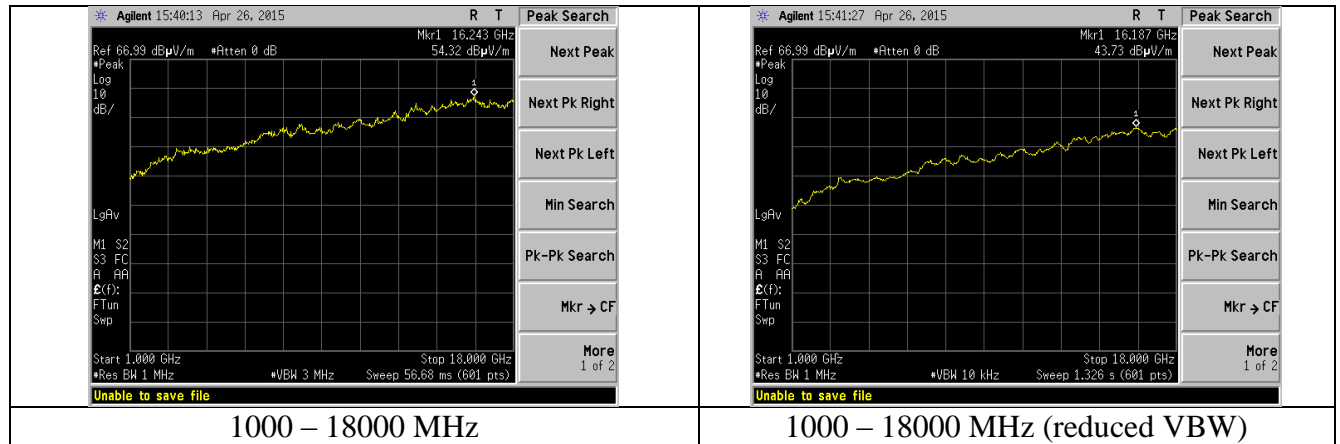 Agilent 15:40:13 Apr 26, 2015 R T Peak Search
Mkr1 16.243 GHz
Ref 66.99 dBµV/m #Atten 0 dB 54.32 dBµV/m
#Peak
Log
10
dB/
1
LgAv
M1 S2
S3 FC
A AA
£(f):
FTun
Swp
Start 1.000 GHz Stop 18.000 GHz
#Res BW 1 MHz #VBW 3 MHz Sweep 56.68 ms (601 pts)
Unable to save file
Next Peak
Next Pk Right
Next Pk Left
Min Search
Pk-Pk Search
Mkr → CF
More
1 of 2
1000 – 18000 MHz
Agilent 15:41:27 Apr 26, 2015 R T Peak Search
Mkr1 16.187 GHz
Ref 66.99 dBµV/m #Atten 0 dB 43.73 dBµV/m
#Peak
Log
10
dB/
1
LgAv
M1 S2
S3 FC
A AA
£(f):
FTun
Swp
Start 1.000 GHz Stop 18.000 GHz
#Res BW 1 MHz #VBW 10 kHz Sweep 1.326 s (601 pts)
Unable to save file
Next Peak
Next Pk Right
Next Pk Left
Min Search
Pk-Pk Search
Mkr → CF
More
1 of 2
1000 – 18000 MHz (reduced VBW)